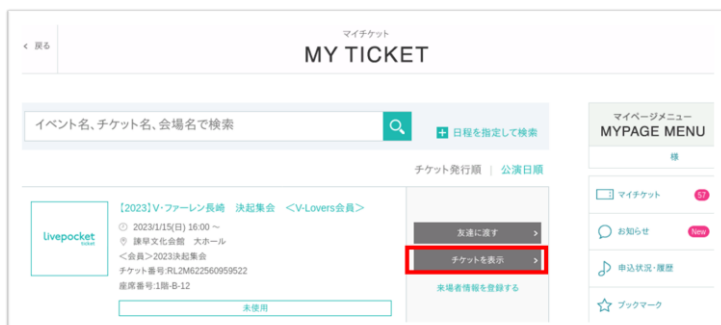 戻る
マイチケット
MY TICKET
イベント名、チケット名、会場名で検索
日程を指定して検索
チケット発行順 | 公演日順
livepocket
ticket
【2023】V・ファーレン長崎 決起集会 <V-Lovers会員>
2023/1/15(日) 16:00 ~
諫早文化会館 大ホール
<会員>2023決起集会
チケット番号:RL2M622560959522
座席番号:1階-B-12
未使用
友達に渡す
チケットを表示
来場者情報を登録する
マイページメニュー
MYPAGE MENU
様
マイチケット 57
お知らせ New
申込状況・履歴
ブックマーク